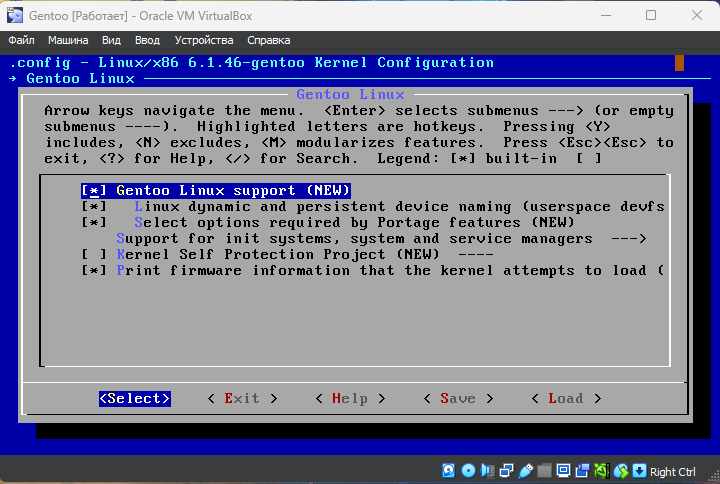 Gentoo [Работает] - Oracle VM VirtualBox
Файл Машина Вид Ввод Устройства Справка
.config - Linux/x86 6.1.46-gentoo Kernel Configuration
→ Gentoo Linux
Gentoo Linux
Arrow keys navigate the menu. <Enter> selects submenus ---> (or empty
submenus ----). Highlighted letters are hotkeys. Pressing <Y>
includes, <N> excludes, <M> modularizes features. Press <Esc><Esc> to
exit, <?> for Help, </> for Search. Legend: [*] built-in [ ]
[*] Gentoo Linux support (NEW)
[*] Linux dynamic and persistent device naming (userspace devfs
[*] Select options required by Portage features (NEW)
Support for init systems, system and service managers --->
[ ] Kernel Self Protection Project (NEW) ----
[*] Print firmware information that the kernel attempts to load (
<Select> < Exit > < Help > < Save > < Load >
Right Ctrl